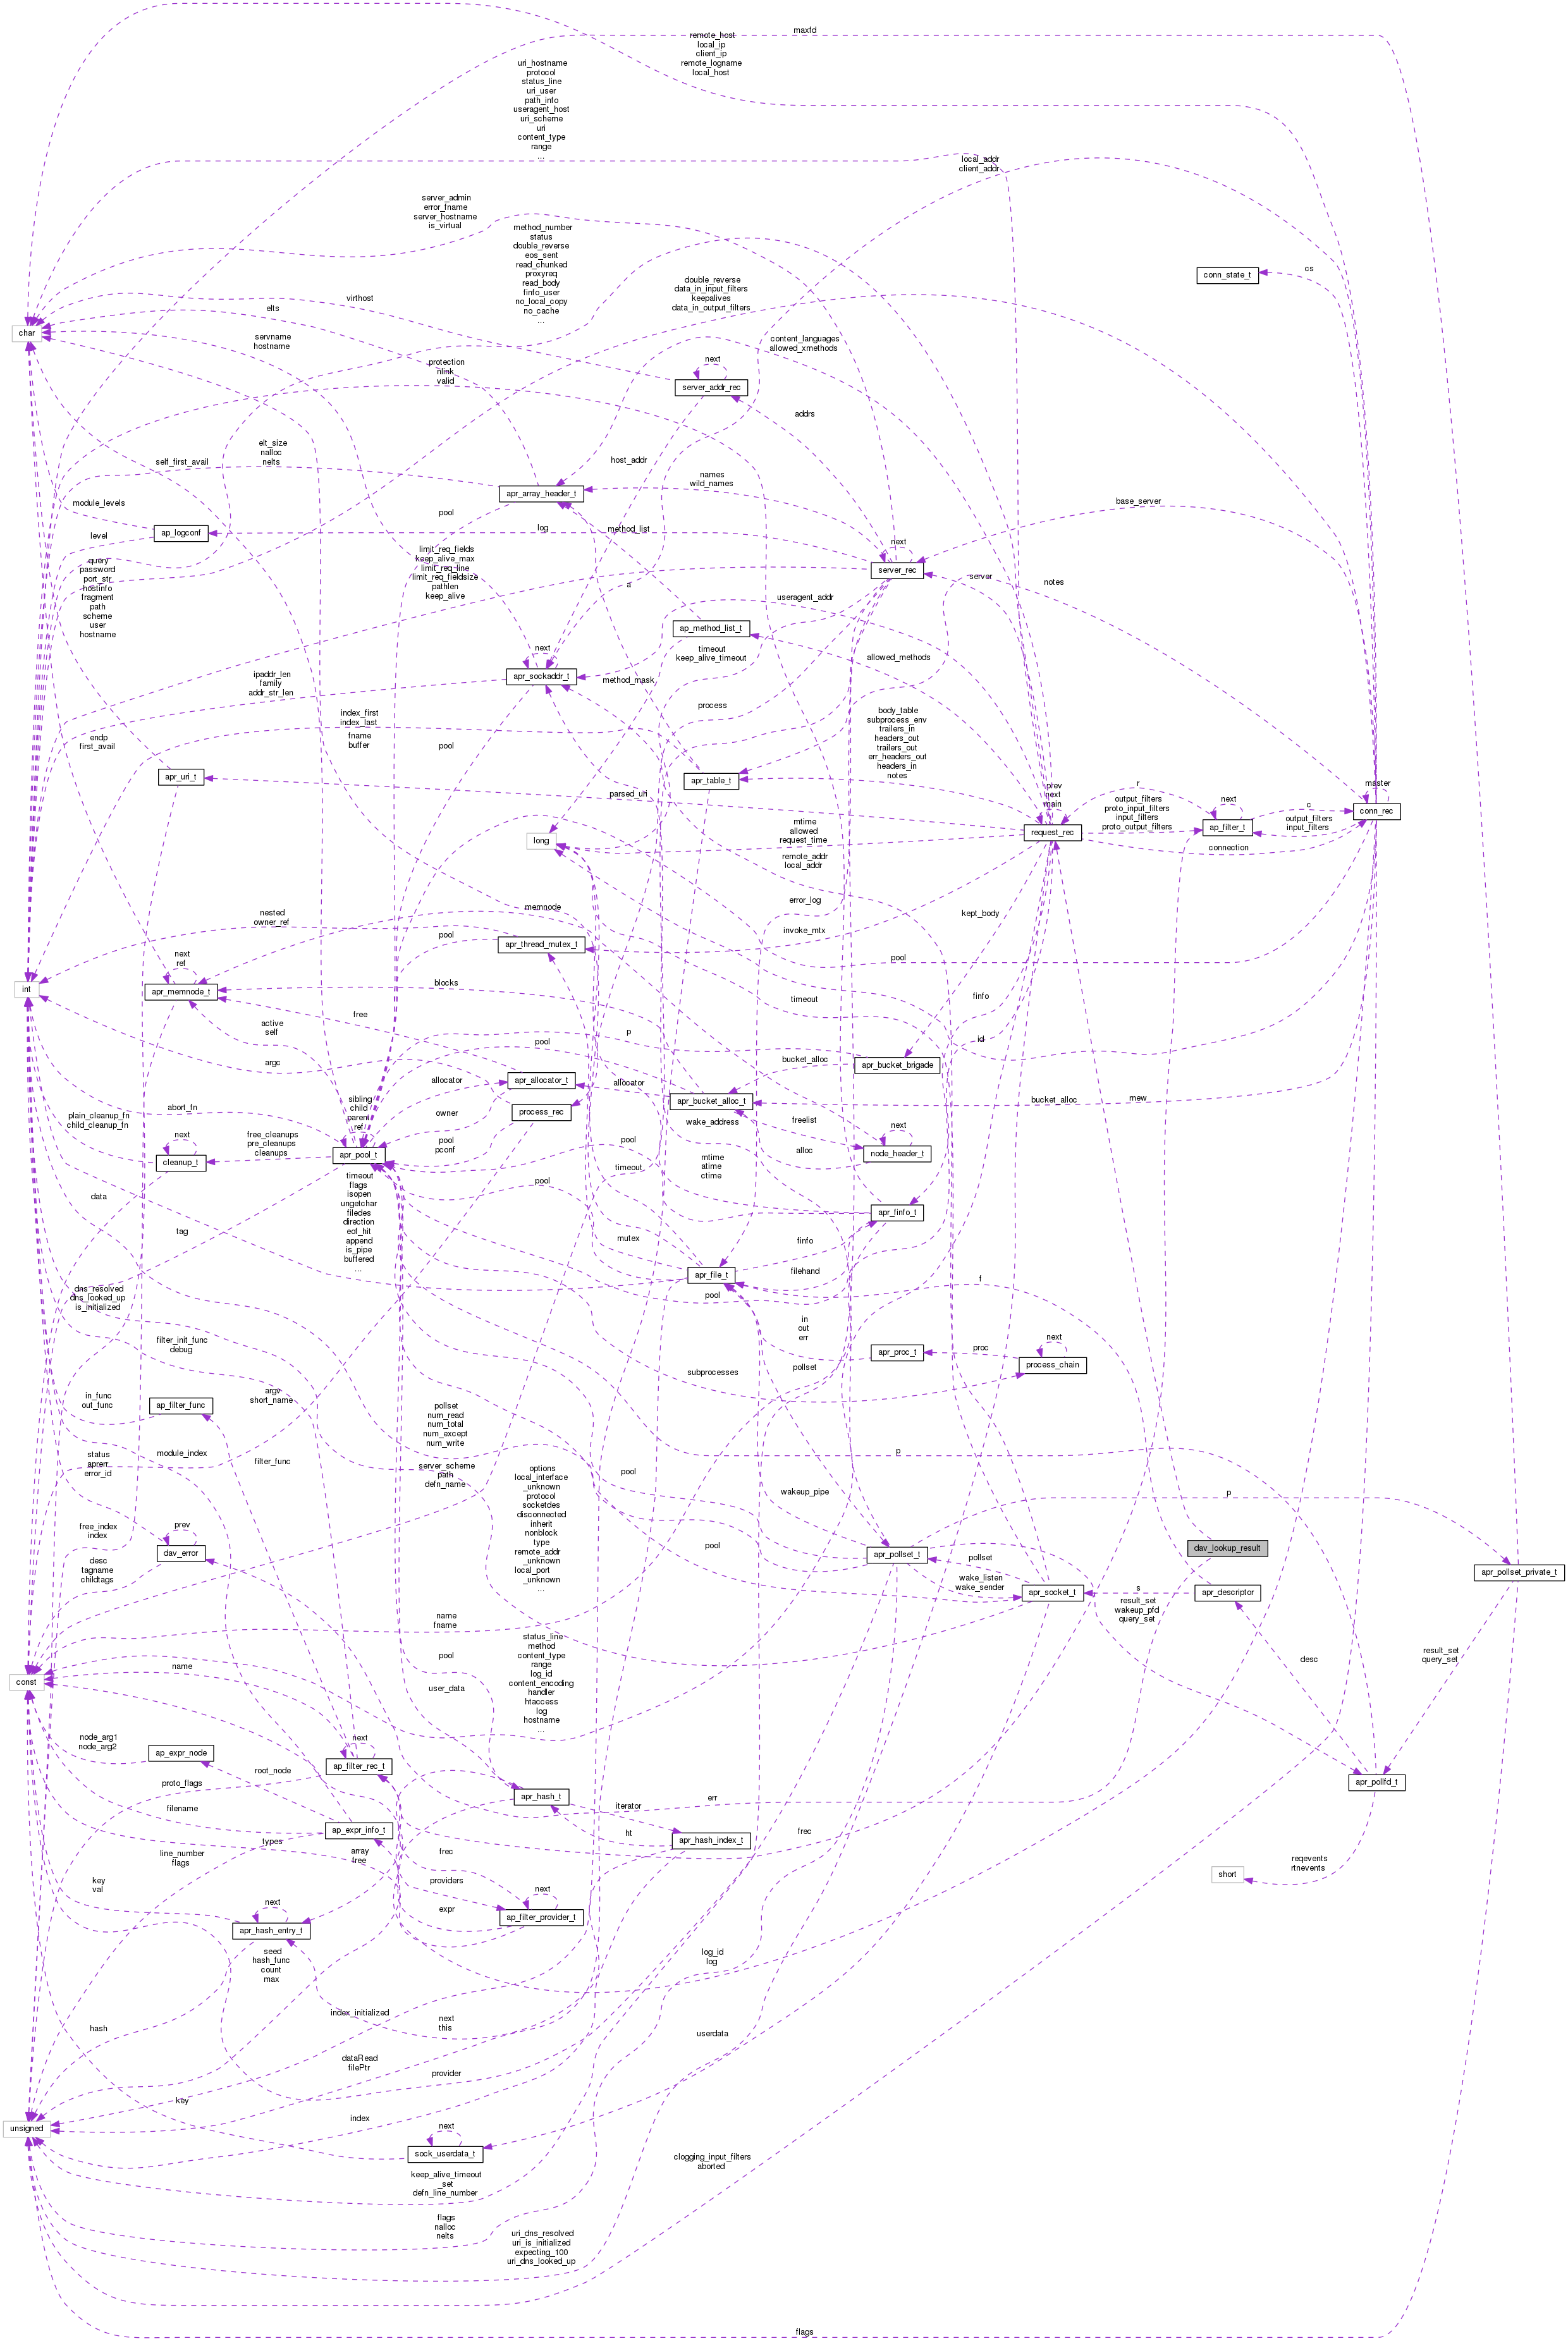 maxfd
remote_host
local_ip
client_ip
remote_logname
local_host
uri_hostname
protocol
status_line
uri_user
path_info
useragent_host
uri_scheme
uri
content_type
range
...
local_addr
client_addr
server_admin
error_fname
server_hostname
is_virtual
method_number
status
double_reverse
eos_sent
read_chunked
proxyreq
read_body
finfo_user
no_local_copy
no_cache
...
cs
conn_state_t
double_reverse
data_in_input_filters
keepalives
data_in_output_filters
virthost
elts
char
servname
hostname
content_languages
allowed_xmethods
protection
nlink
valid
next
server_addr_rec
addrs
elt_size
nalloc
nelts
self_first_avail
host_addr
names
wild_names
apr_array_header_t
module_levels
base_server
pool
ap_logconf
log
method_list
level
next
server_rec
limit_req_fields
keep_alive_max
limit_req_line
limit_req_fieldsize
pathlen
keep_alive
query
password
port_str
hostinfo
fragment
path
scheme
user
hostname
server
notes
a
useragent_addr
ap_method_list_t
next
timeout
keep_alive_timeout
allowed_methods
apr_sockaddr_t
ipaddr_len
family
addr_str_len
method_mask
process
index_first
index_last
body_table
subprocess_env
trailers_in
headers_out
trailers_out
err_headers_out
headers_in
notes
endp
first_avail
fname
buffer
pool
apr_uri_t
apr_table_t
parsed_uri
prev
next
main
r
master
output_filters
proto_input_filters
input_filters
proto_output_filters
next
c
conn_rec
output_filters
input_filters
mtime
allowed
request_time
long
request_rec
ap_filter_t
connection
remote_addr
local_addr
error_log
kept_body
nested
owner_ref
memnode
pool
invoke_mtx
apr_thread_mutex_t
pool
next
ref
int
apr_memnode_t
blocks
timeout
finfo
free
active
self
p
pool
id
argc
bucket_alloc
apr_bucket_brigade
allocator
apr_allocator_t
allocator
apr_bucket_alloc_t
bucket_alloc
rnew
abort_fn
sibling
child
parent
ref
owner
process_rec
wake_address
freelist
next
plain_cleanup_fn
child_cleanup_fn
next
free_cleanups
pre_cleanups
cleanups
pool
pconf
pool
alloc
node_header_t
cleanup_t
apr_pool_t
timeout
flags
isopen
ungetchar
filedes
direction
eof_hit
append
is_pipe
buffered
...
timeout
mtime
atime
ctime
pool
data
apr_finfo_t
tag
mutex
finfo
apr_file_t
filehand
f
dns_resolved
dns_looked_up
is_initialized
pool
in
out
err
filter_init_func
debug
apr_proc_t
proc
next
process_chain
pollset
subprocesses
argv
short_name
in_func
out_func
ap_filter_func
pollset
num_read
num_total
num_except
num_write
status
aprerr
error_id
module_index
filter_func
p
server_scheme
path
defn_name
options
local_interface
_unknown
protocol
socketdes
disconnected
inherit
nonblock
type
remote_addr
_unknown
local_port
_unknown
...
pool
wakeup_pipe
p
free_index
index
prev
dav_error
pool
apr_pollset_t
pollset
dav_lookup_result
desc
tagname
childtags
wake_listen
wake_sender
apr_socket_t
s
apr_descriptor
apr_pollset_private_t
result_set
wakeup_pfd
query_set
name
fname
status_line
method
content_type
range
log_id
content_encoding
handler
htaccess
log
hostname
...
pool
result_set
query_set
desc
const
name
user_data
node_arg1
node_arg2
ap_expr_node
next
ap_filter_rec_t
root_node
proto_flags
apr_hash_t
iterator
err
apr_pollfd_t
filename
ap_expr_info_t
types
ht
apr_hash_index_t
frec
line_number
flags
array
free
frec
reqevents
rtnevents
short
key
val
providers
next
expr
ap_filter_provider_t
next
apr_hash_entry_t
seed
hash_func
count
max
log_id
log
index_initialized
next
this
hash
userdata
dataRead
filePtr
provider
key
index
unsigned
next
sock_userdata_t
keep_alive_timeout
_set
defn_line_number
clogging_input_filters
aborted
flags
nalloc
nelts
uri_dns_resolved
uri_is_initialized
expecting_100
uri_dns_looked_up
flags